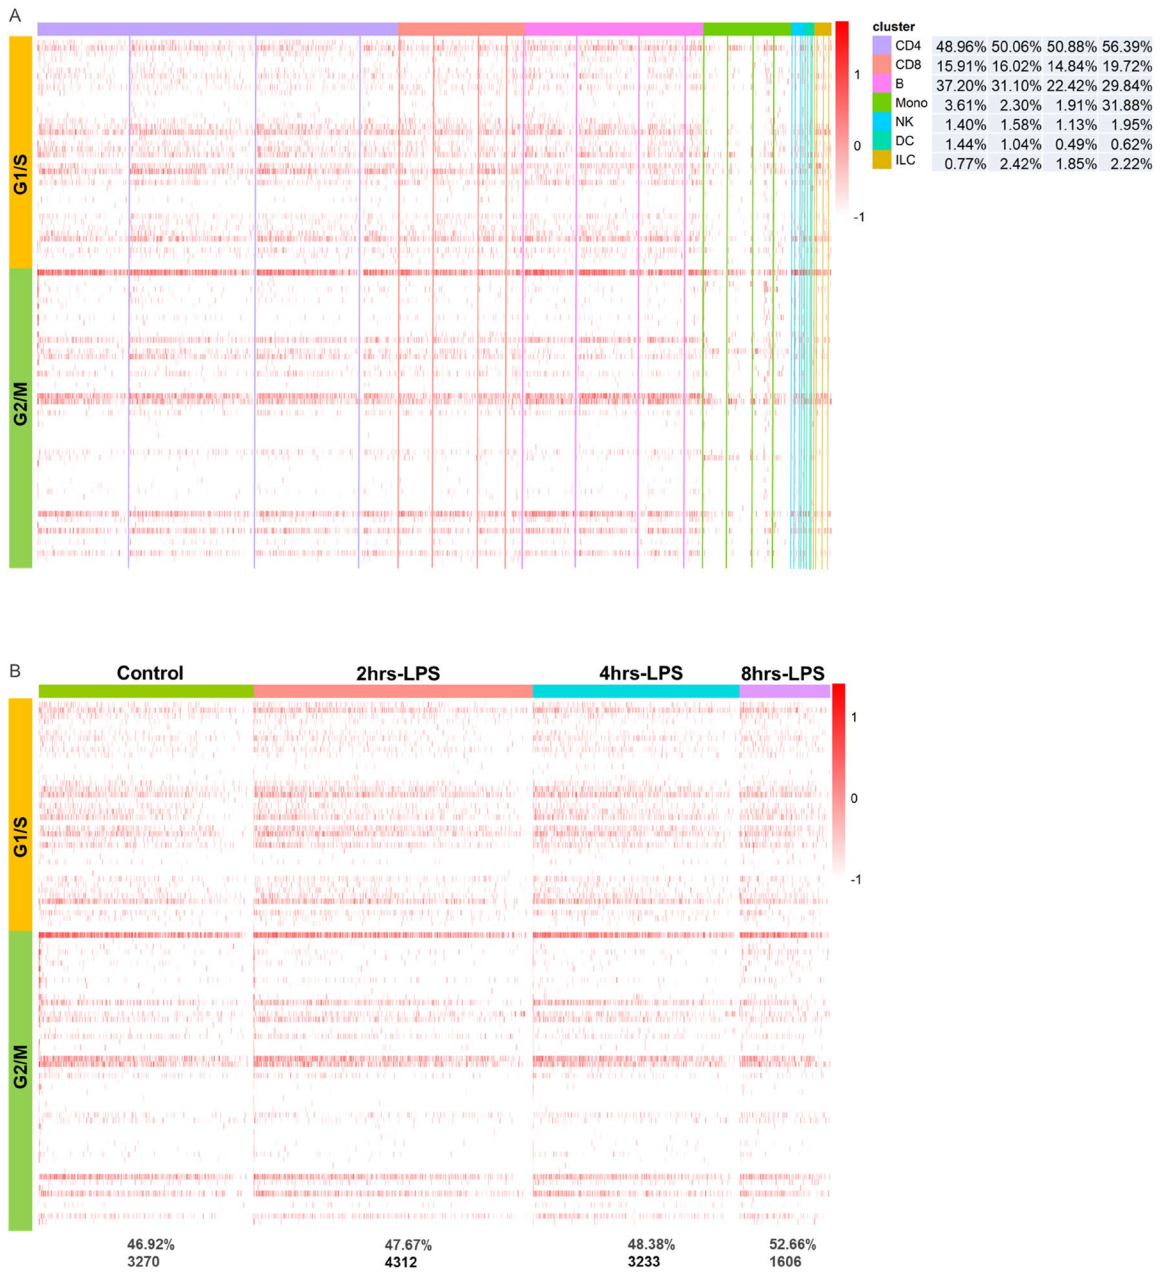 A
cluster
CD4 48.96% 50.06% 50.88% 56.39%
CD8 15.91% 16.02% 14.84% 19.72%
B 37.20% 31.10% 22.42% 29.84%
Mono 3.61% 2.30% 1.91% 31.88%
NK 1.40% 1.58% 1.13% 1.95%
DC 1.44% 1.04% 0.49% 0.62%
ILC 0.77% 2.42% 1.85% 2.22%
1
0
-1
G1/S
G2/M
B
Control 2hrs-LPS 4hrs-LPS 8hrs-LPS
1
0
-1
G1/S
G2/M
46.92% 47.67% 48.38% 52.66%
3270 4312 3233 1606